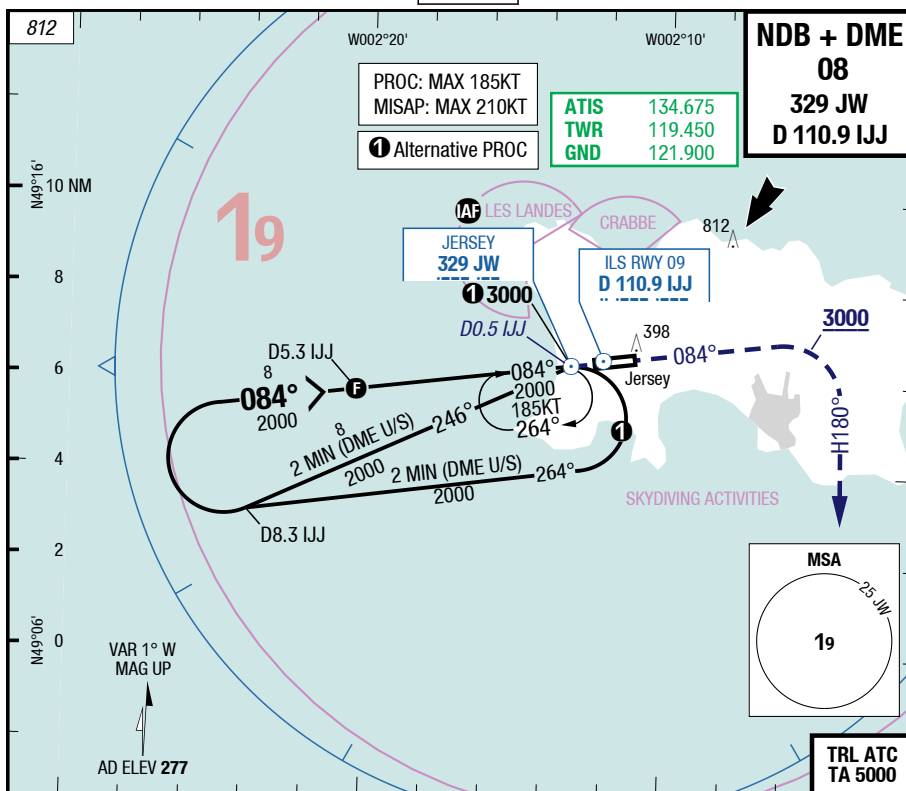 812
W002°20'
W002°10'
NDB + DME
08
329 JW
D 110.9 IJJ
PROC: MAX 185KT
MISAP: MAX 210KT
1 Alternative PROC
ATIS 134.675
TWR 119.450
GND 121.900
N49°16'
10 NM
19
IAF
LES LANDES
CRABBE
812
JERSEY
329 JW
ILS RWY 09
D 110.9 IJJ
8
1 3000
D0.5 IJJ
398
3000
084°
Jersey
D5.3 IJJ
6
8
084°
2000
F
084°
2000
185KT
264°
246°
1
H180°
8
2 MIN (DME U/S)
2000
4
2 MIN (DME U/S)
2000
264°
SKYDIVING ACTIVITIES
D8.3 IJJ
2
MSA
25 JW
19
N49°06'
0
VAR 1° W
MAG UP
AD ELEV 277
TRL ATC
TA 5000